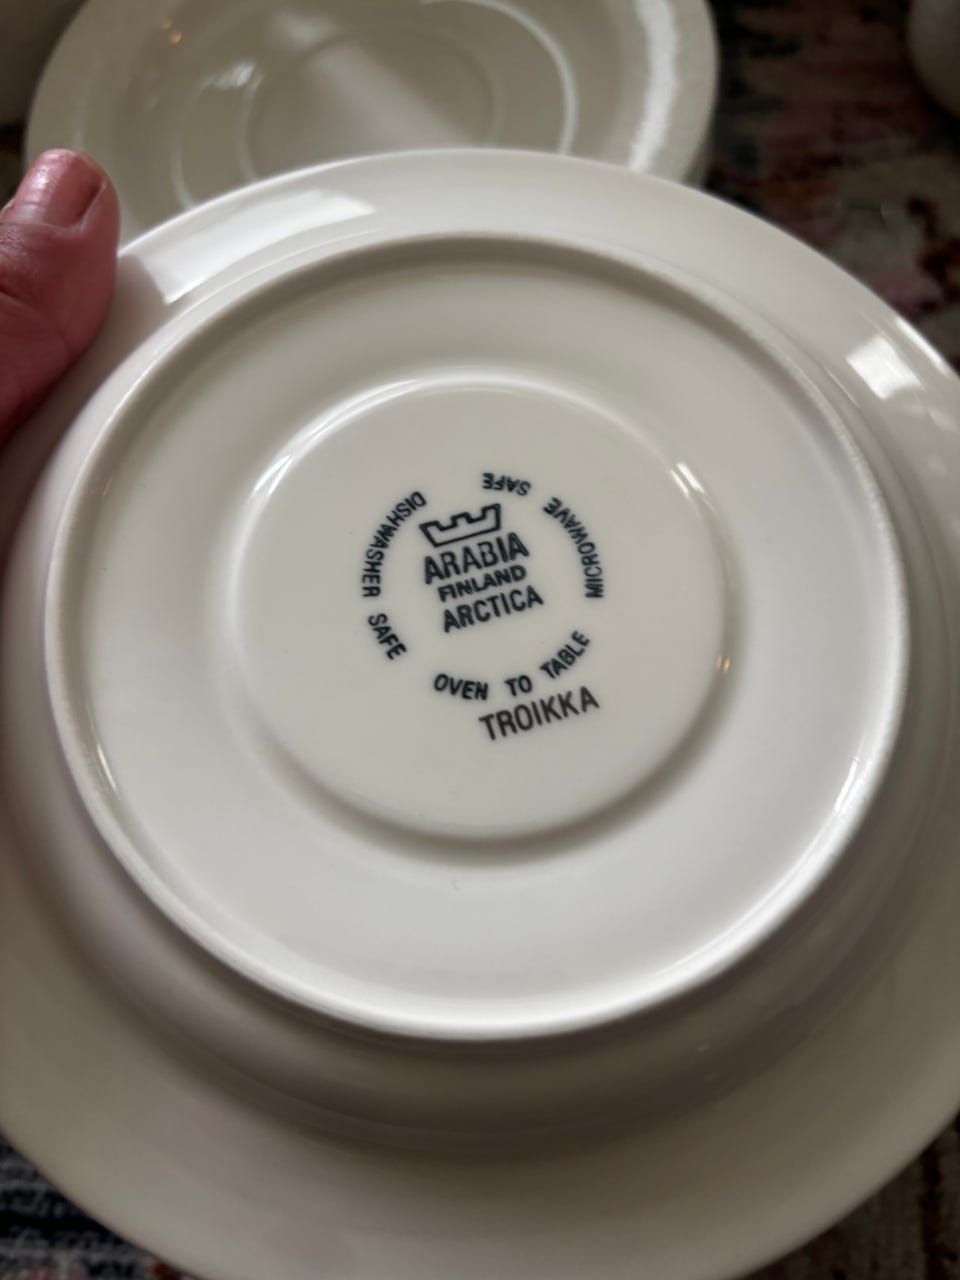 DISHWASHER SAFE
MICROWAVE SAFE
ARABIA
FINLAND
ARCTICA
OVEN TO TABLE
TROIKKA